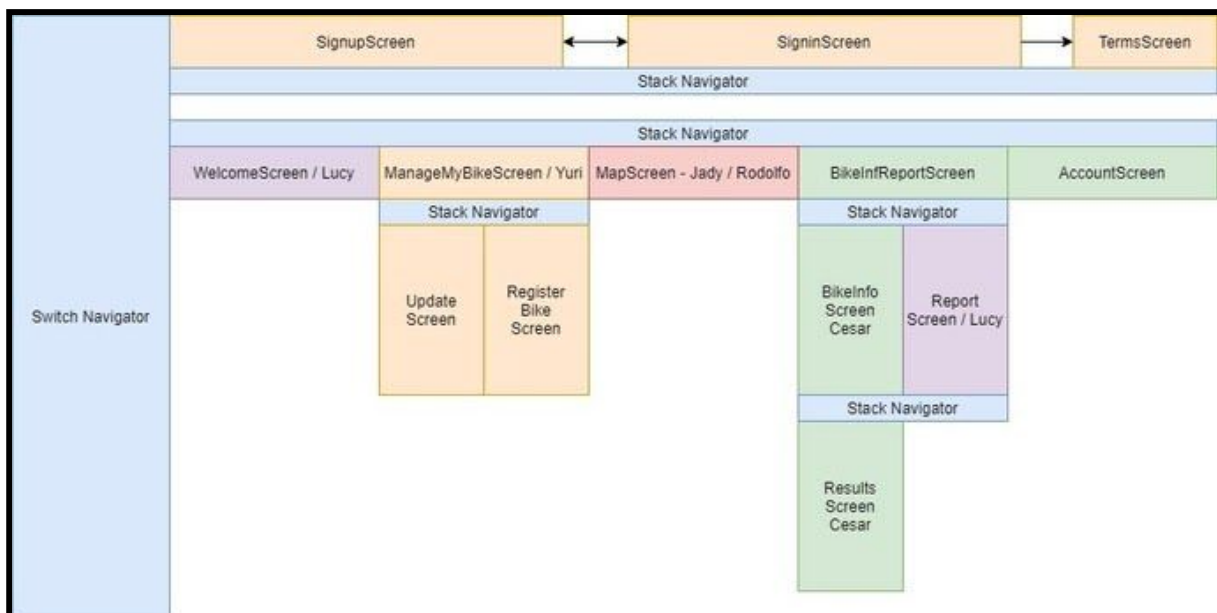 SignupScreen
SigninScreen
TermsScreen
Stack Navigator
Stack Navigator
WelcomeScreen / Lucy
ManageMyBikeScreen / Yuri
MapScreen - Jady / Rodolfo
BikeInfReportScreen
AccountScreen
Stack Navigator
Stack Navigator
Switch Navigator
Update
Screen
Register
Bike
Screen
BikeInfo
Screen
Cesar
Report
Screen / Lucy
Stack Navigator
Results
Screen
Cesar